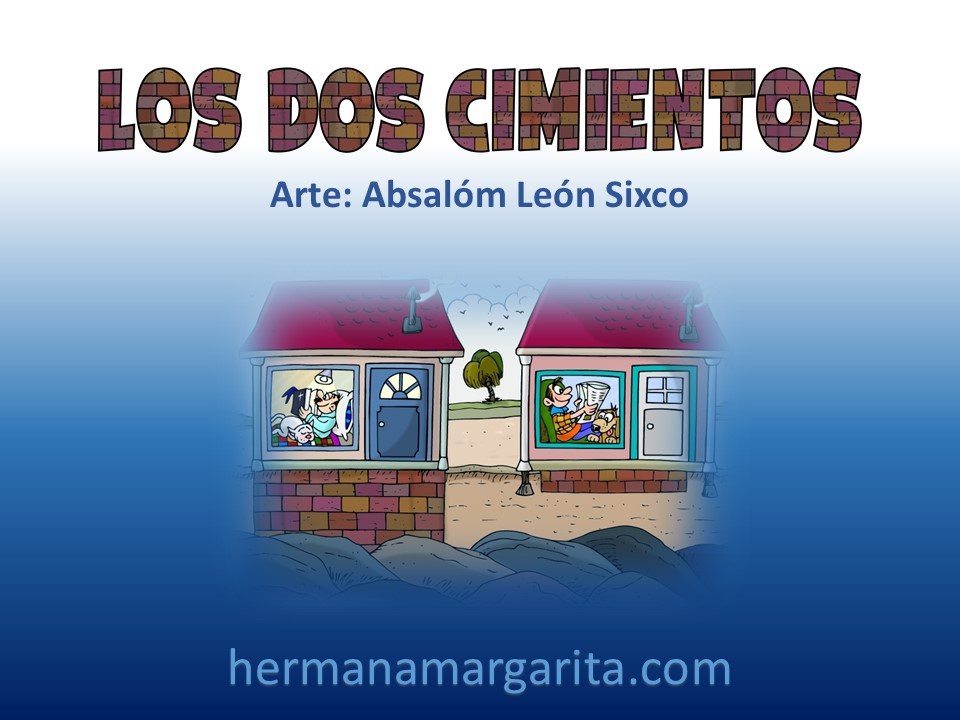 LOS DOS CIMIENTOS
Arte: Absalóm León Sixco
hermanamargarita.com